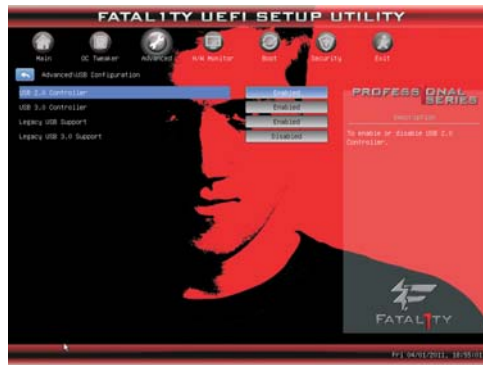 FATAL1TY UEFI SETUP UTILITY
Main
OC Tweaker
Advanced
H/W Monitor
Boot
Security
Exit
Advanced\USB Configuration
USB 2.0 Controller Enabled
USB 3.0 Controller Enabled
Legacy USB Support Enabled
Legacy USB 3.0 Support Disabled
PROFESSIONAL
SERIES
Description
To enable or disable USB 2.0
Controller.
FATAL1TY
Fri 04/01/2011, 18:55:01